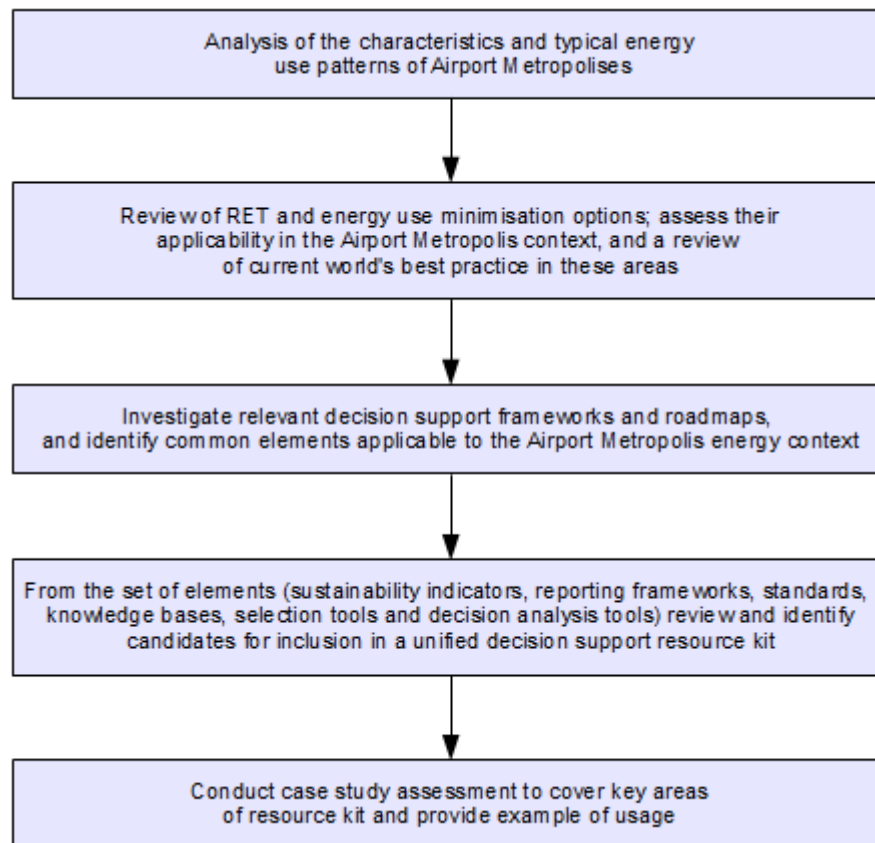 Analysis of the characteristics and typical energy
use patterns of Airport Metropolises
Review of RET and energy use minimisation options; assess their
applicability in the Airport Metropolis context, and a review
of current world's best practice in these areas
Investigate relevant decision support frameworks and roadmaps,
and identify common elements applicable to the Airport Metropolis energy context
From the set of elements (sustainability indicators, reporting frameworks, standards,
knowledge bases, selection tools and decision analysis tools) review and identify
candidates for inclusion in a unified decision support resource kit
Conduct case study assessment to cover key areas
of resource kit and provide example of usage